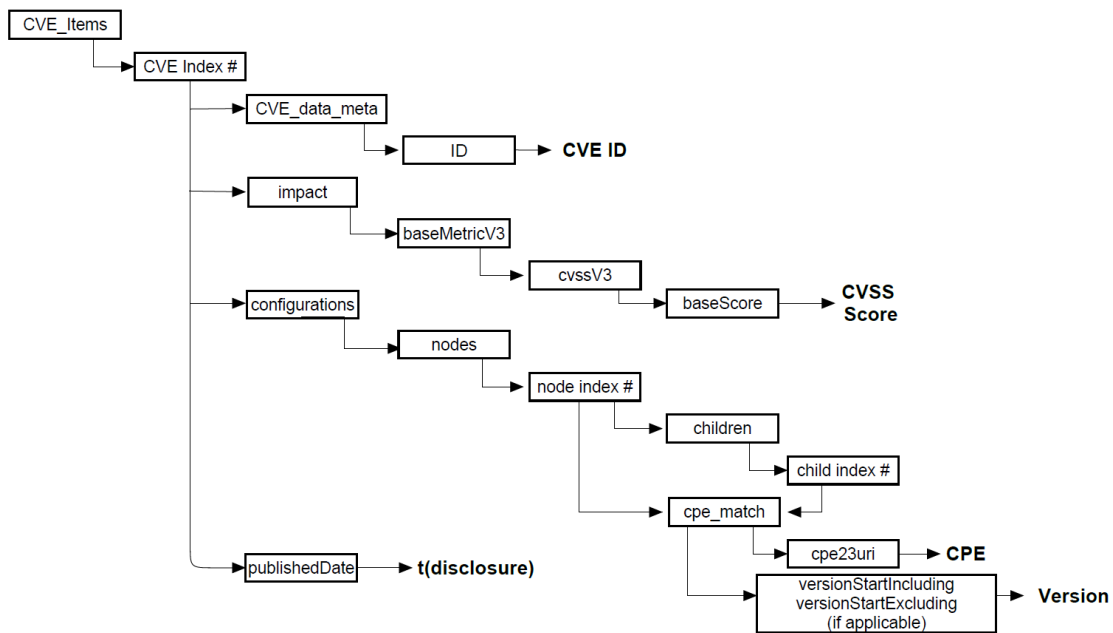 CVE_Items
CVE Index #
CVE_data_meta
ID
CVE ID
impact
baseMetricV3
cvssV3
baseScore
CVSS
Score
configurations
nodes
node index #
children
child index #
cpe_match
cpe23uri
CPE
publishedDate
t(disclosure)
versionStartIncluding
versionStartExcluding
(if applicable)
Version